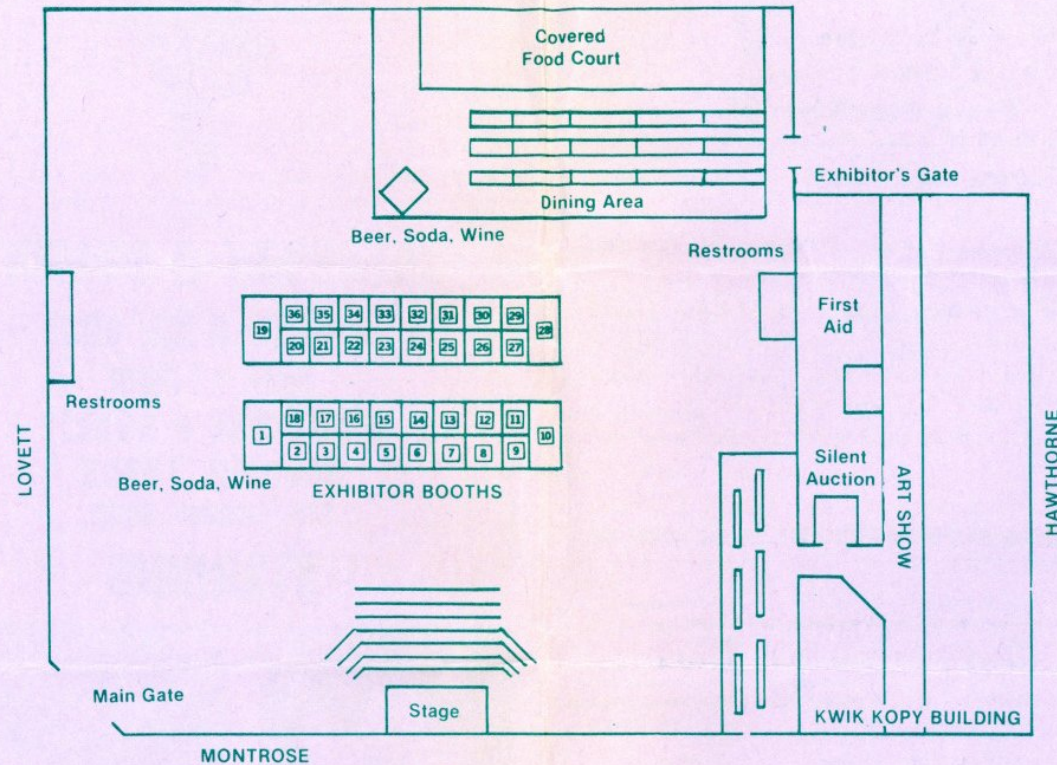 Covered
Food Court
Exhibitor's Gate
Dining Area
Beer, Soda, Wine
Restrooms
First
Aid
36 35 34 33 32 31 30 29
19 28
20 21 22 23 24 25 26 27
Restrooms
18 17 16 15 14 13 12 11
1 10
2 3 4 5 6 7 8 9
Silent
Auction
Beer, Soda, Wine
EXHIBITOR BOOTHS
LOVETT
ART SHOW
HAWTHORNE
Main Gate
Stage
KWIK KOPY BUILDING
MONTROSE